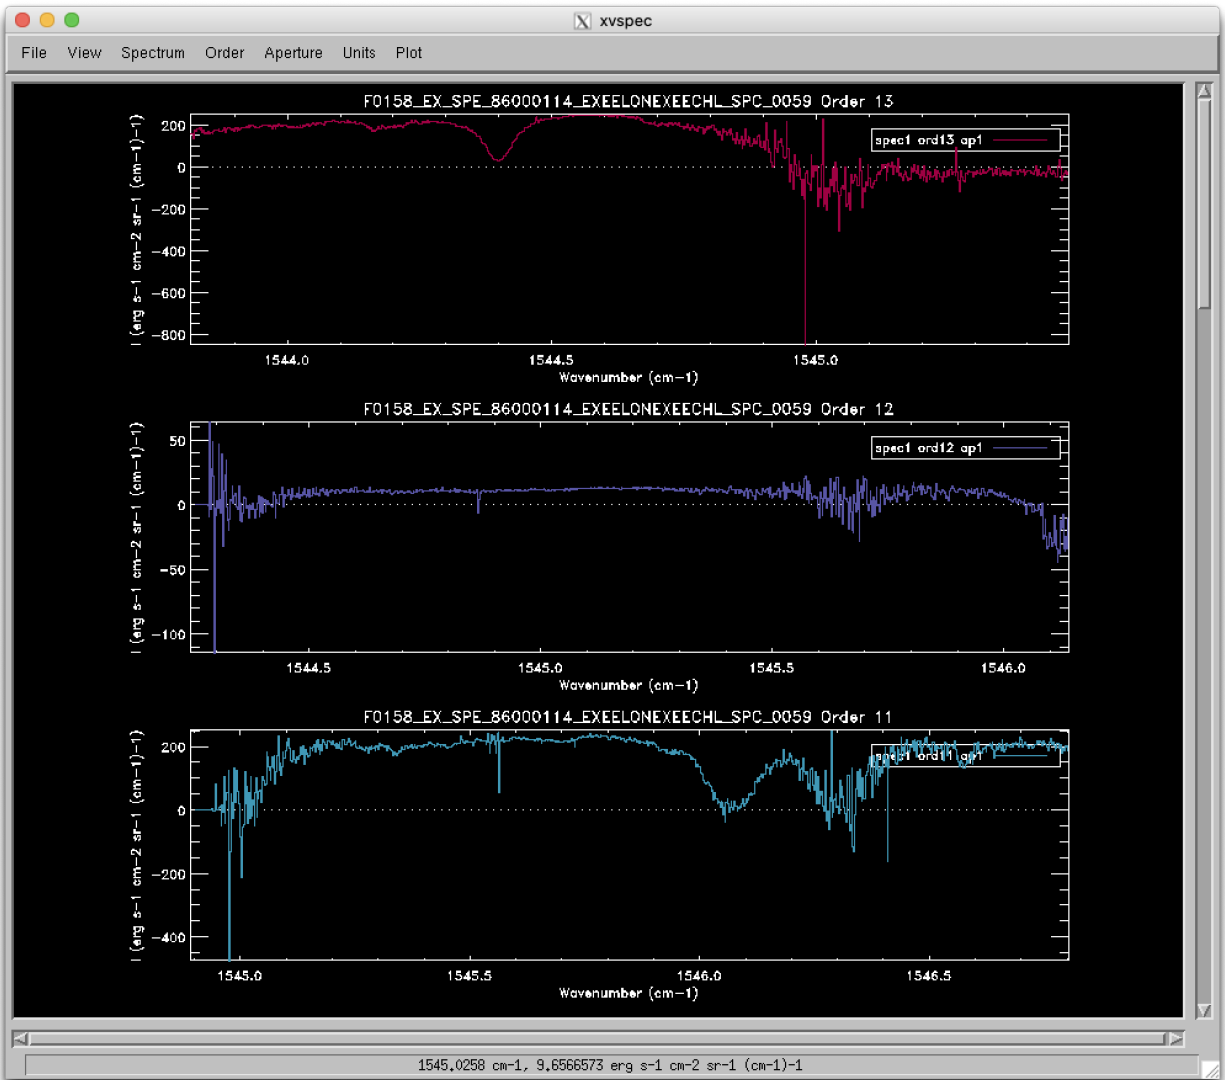 xvspec
File View Spectrum Order Aperture Units Plot
F0158_EX_SPE_86000114_EXEELONEXEECHL_SPC_0059 Order 13
I (erg s-1 cm-2 sr-1 (cm-1)-1)
200
0
-200
-400
-600
-800
spec1 ord13 ap1
1544.0 1544.5 1545.0
Wavenumber (cm-1)
F0158_EX_SPE_86000114_EXEELONEXEECHL_SPC_0059 Order 12
I (erg s-1 cm-2 sr-1 (cm-1)-1)
50
0
-50
-100
spec1 ord12 ap1
1544.5 1545.0 1545.5 1546.0
Wavenumber (cm-1)
F0158_EX_SPE_86000114_EXEELONEXEECHL_SPC_0059 Order 11
I (erg s-1 cm-2 sr-1 (cm-1)-1)
200
0
-200
-400
spec1 ord11 ap1
1545.0 1545.5 1546.0 1546.5
Wavenumber (cm-1)
1545.0258 cm-1, 9.6566573 erg s-1 cm-2 sr-1 (cm-1)-1